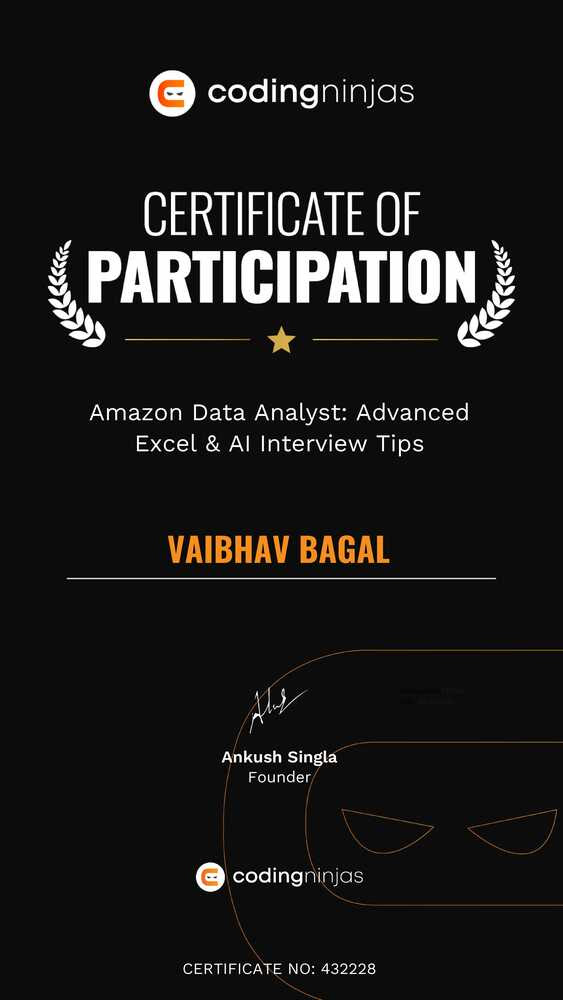 codingninjas
CERTIFICATE OF
PARTICIPATION
Amazon Data Analyst: Advanced
Excel & AI Interview Tips
VAIBHAV BAGAL
Ankush Singla
Founder
codingninjas
CERTIFICATE NO: 432228